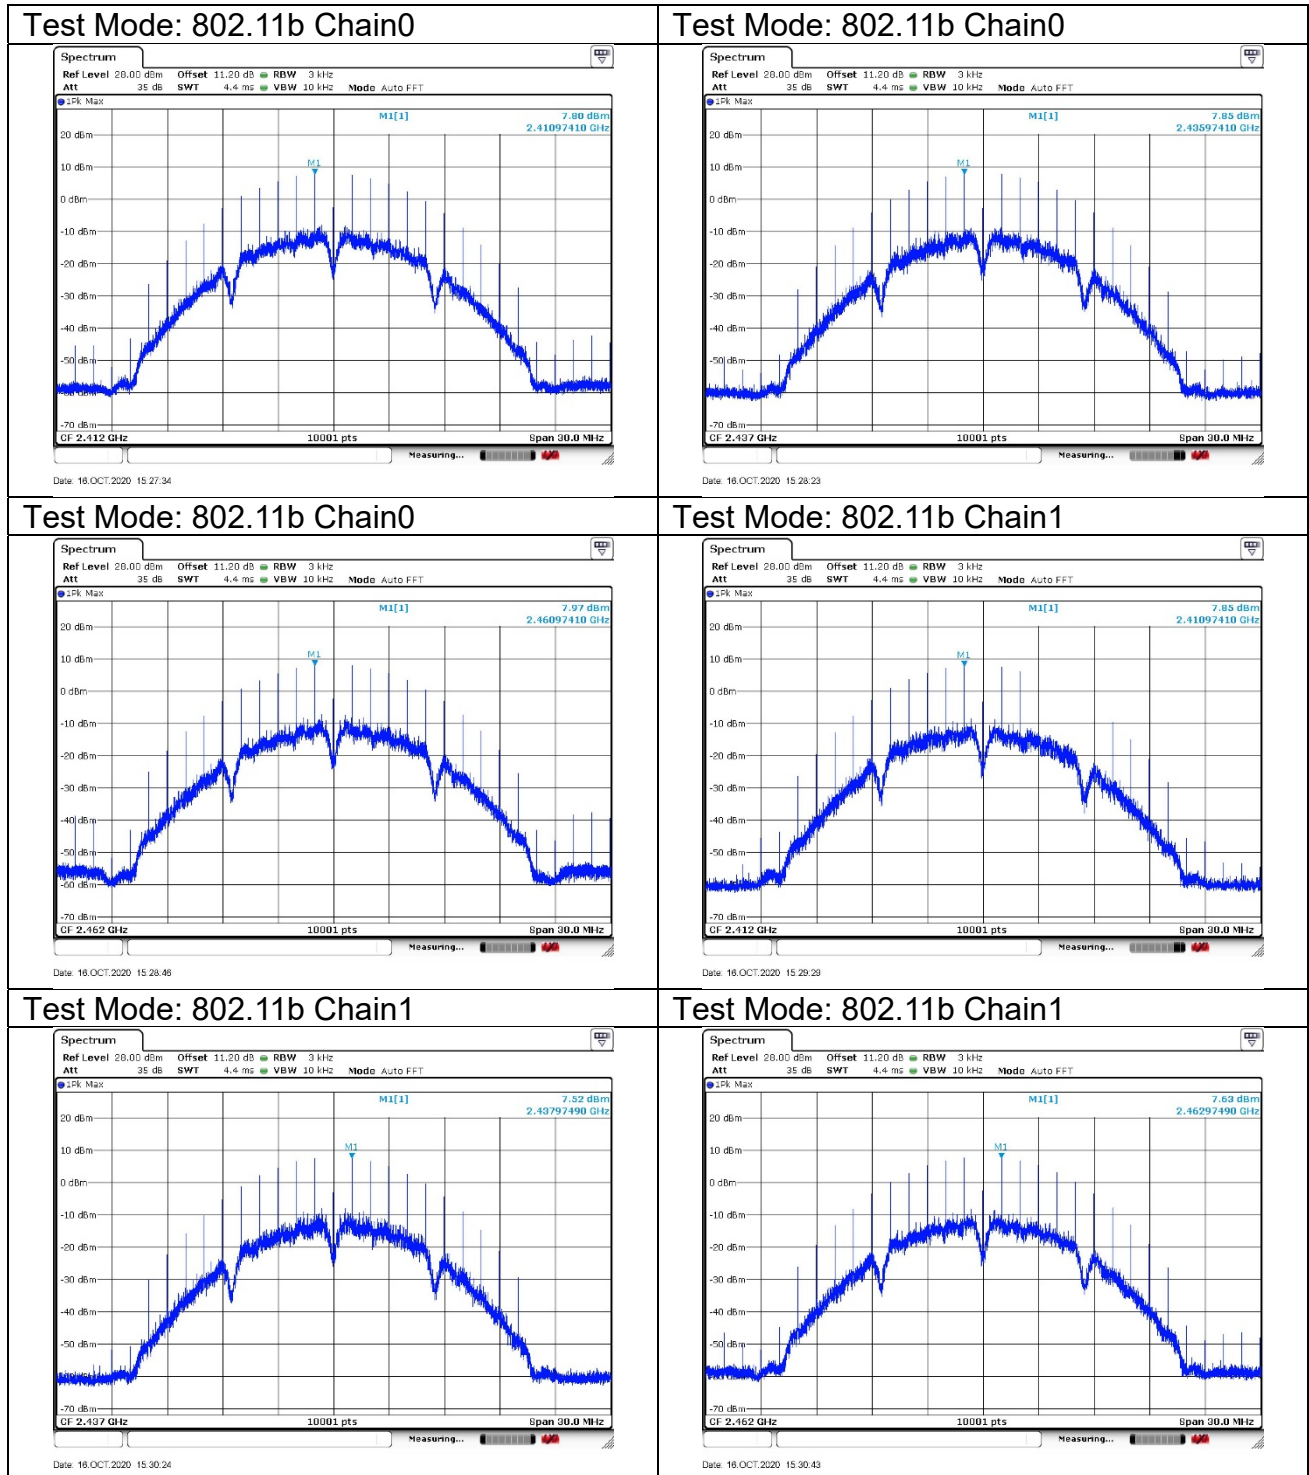 Test Mode: 802.11b Chain0
Spectrum
Ref Level 28.00 dBm Offset 11.20 dB RBW 3 kHz
Att 35 dB SWT 4.4 ms VBW 10 kHz Mode Auto FFT
1Pk Max
M1[1] 7.80 dBm
2.41097410 GHz
20 dBm
M1
10 dBm
0 dBm
-10 dBm
-20 dBm
-30 dBm
-40 dBm
-50 dBm
-60 dBm
-70 dBm
CF 2.412 GHz 10001 pts Span 30.0 MHz
Measuring...
Date: 16.OCT.2020 15:27:34
Test Mode: 802.11b Chain0
Spectrum
Ref Level 28.00 dBm Offset 11.20 dB RBW 3 kHz
Att 35 dB SWT 4.4 ms VBW 10 kHz Mode Auto FFT
1Pk Max
M1[1] 7.85 dBm
2.43597410 GHz
20 dBm
M1
10 dBm
0 dBm
-10 dBm
-20 dBm
-30 dBm
-40 dBm
-50 dBm
-60 dBm
-70 dBm
CF 2.437 GHz 10001 pts Span 30.0 MHz
Measuring...
Date: 16.OCT.2020 15:28:23
Test Mode: 802.11b Chain0
Spectrum
Ref Level 28.00 dBm Offset 11.20 dB RBW 3 kHz
Att 35 dB SWT 4.4 ms VBW 10 kHz Mode Auto FFT
1Pk Max
M1[1] 7.97 dBm
2.46097410 GHz
20 dBm
M1
10 dBm
0 dBm
-10 dBm
-20 dBm
-30 dBm
-40 dBm
-50 dBm
-60 dBm
-70 dBm
CF 2.462 GHz 10001 pts Span 30.0 MHz
Measuring...
Date: 16.OCT.2020 15:28:46
Test Mode: 802.11b Chain1
Spectrum
Ref Level 28.00 dBm Offset 11.20 dB RBW 3 kHz
Att 35 dB SWT 4.4 ms VBW 10 kHz Mode Auto FFT
1Pk Max
M1[1] 7.85 dBm
2.41097410 GHz
20 dBm
M1
10 dBm
0 dBm
-10 dBm
-20 dBm
-30 dBm
-40 dBm
-50 dBm
-60 dBm
-70 dBm
CF 2.412 GHz 10001 pts Span 30.0 MHz
Measuring...
Date: 16.OCT.2020 15:29:29
Test Mode: 802.11b Chain1
Spectrum
Ref Level 28.00 dBm Offset 11.20 dB RBW 3 kHz
Att 35 dB SWT 4.4 ms VBW 10 kHz Mode Auto FFT
1Pk Max
M1[1] 7.52 dBm
2.43797490 GHz
20 dBm
M1
10 dBm
0 dBm
-10 dBm
-20 dBm
-30 dBm
-40 dBm
-50 dBm
-60 dBm
-70 dBm
CF 2.437 GHz 10001 pts Span 30.0 MHz
Measuring...
Date: 16.OCT.2020 15:30:24
Test Mode: 802.11b Chain1
Spectrum
Ref Level 28.00 dBm Offset 11.20 dB RBW 3 kHz
Att 35 dB SWT 4.4 ms VBW 10 kHz Mode Auto FFT
1Pk Max
M1[1] 7.63 dBm
2.46297490 GHz
20 dBm
M1
10 dBm
0 dBm
-10 dBm
-20 dBm
-30 dBm
-40 dBm
-50 dBm
-60 dBm
-70 dBm
CF 2.462 GHz 10001 pts Span 30.0 MHz
Measuring...
Date: 16.OCT.2020 15:30:43